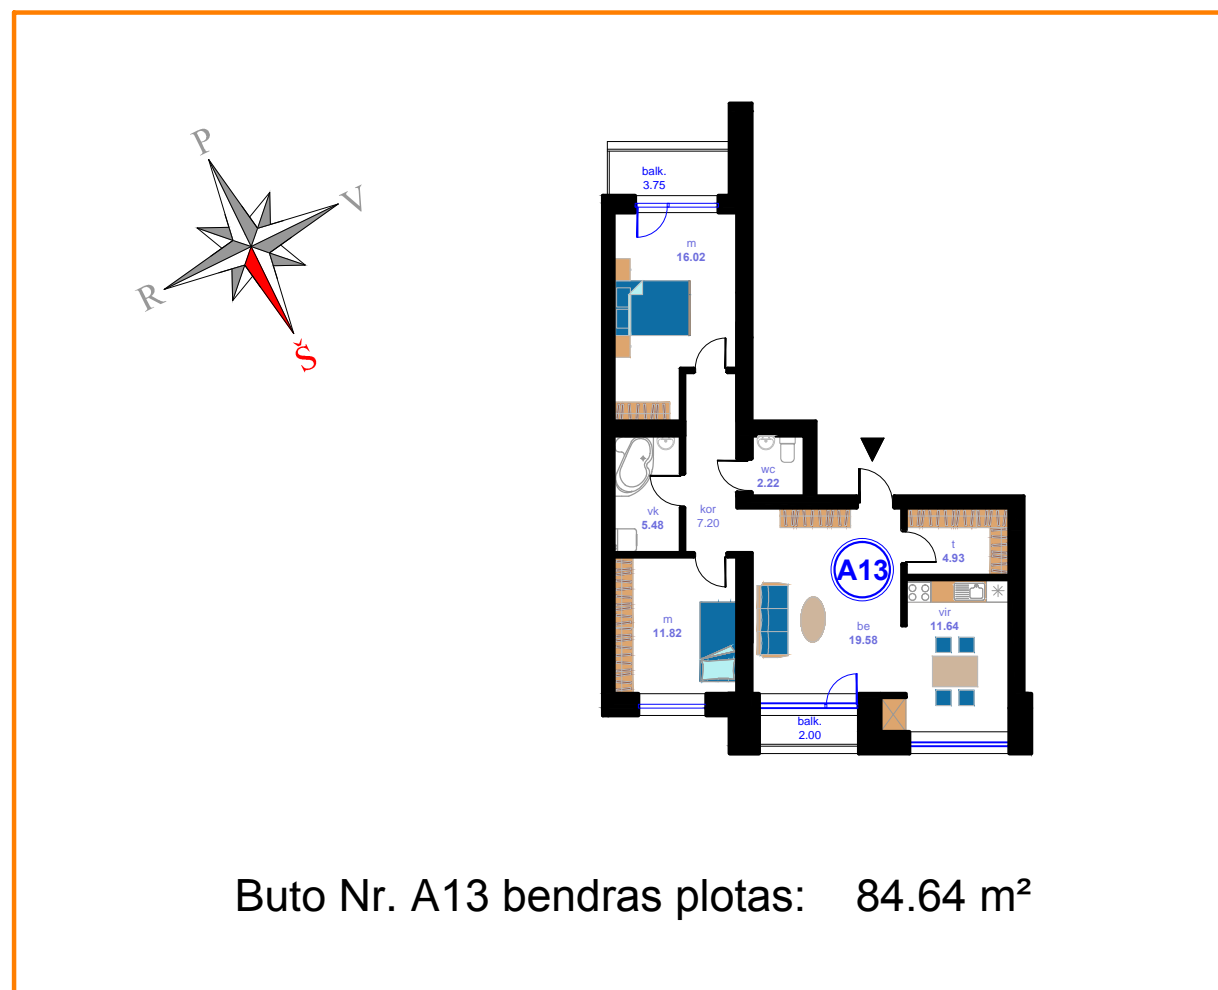 P
V
R
Š
balk.
3.75
m
16.02
wc
2.22
vk
5.48
kor
7.20
t
4.93
A13
m
11.82
be
19.58
vir
11.64
balk.
2.00
Buto Nr. A13 bendras plotas: 84.64 m²